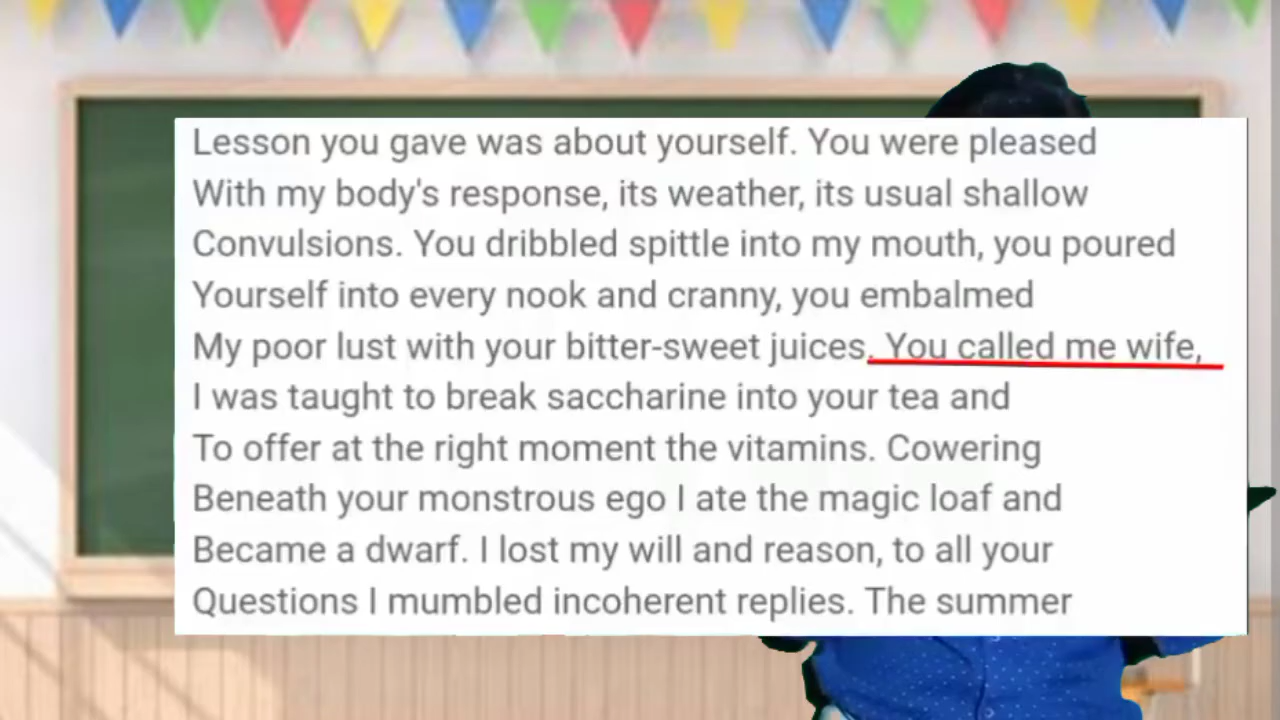 Lesson you gave was about yourself. You were pleased
With my body's response, its weather, its usual shallow
Convulsions. You dribbled spittle into my mouth, you poured
Yourself into every nook and cranny, you embalmed
My poor lust with your bitter-sweet juices. You called me wife,
I was taught to break saccharine into your tea and
To offer at the right moment the vitamins. Cowering
Beneath your monstrous ego I ate the magic loaf and
Became a dwarf. I lost my will and reason, to all your
Questions I mumbled incoherent replies. The summer